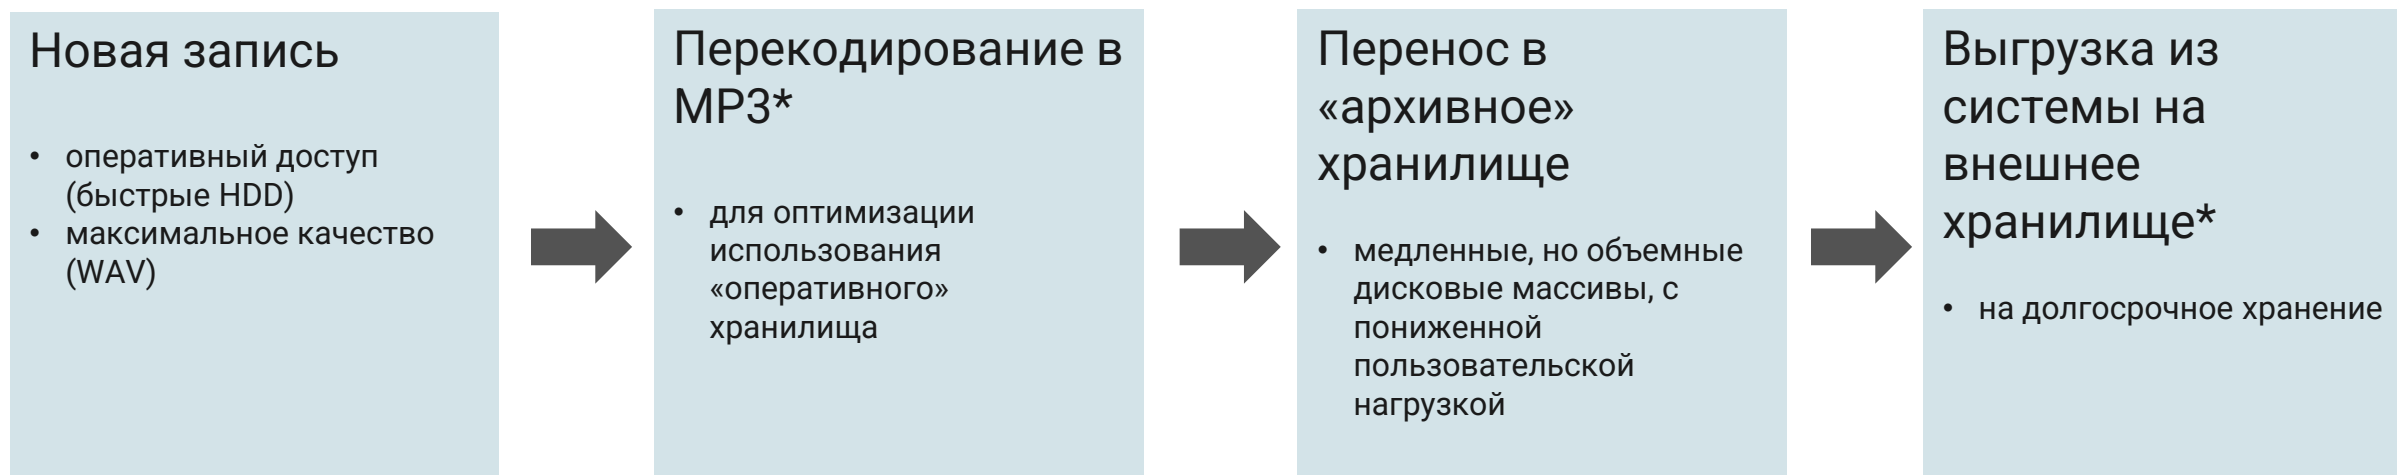 Новая запись
• оперативный доступ
(быстрые HDD)
• максимальное качество
(WAV)
Перекодирование в
MP3*
• для оптимизации
использования
«оперативного»
хранилища
Перенос в
«архивное»
хранилище
• медленные, но объемные
дисковые массивы, с
пониженной
пользовательской
нагрузкой
Выгрузка из
системы на
внешнее
хранилище*
• на долгосрочное хранение